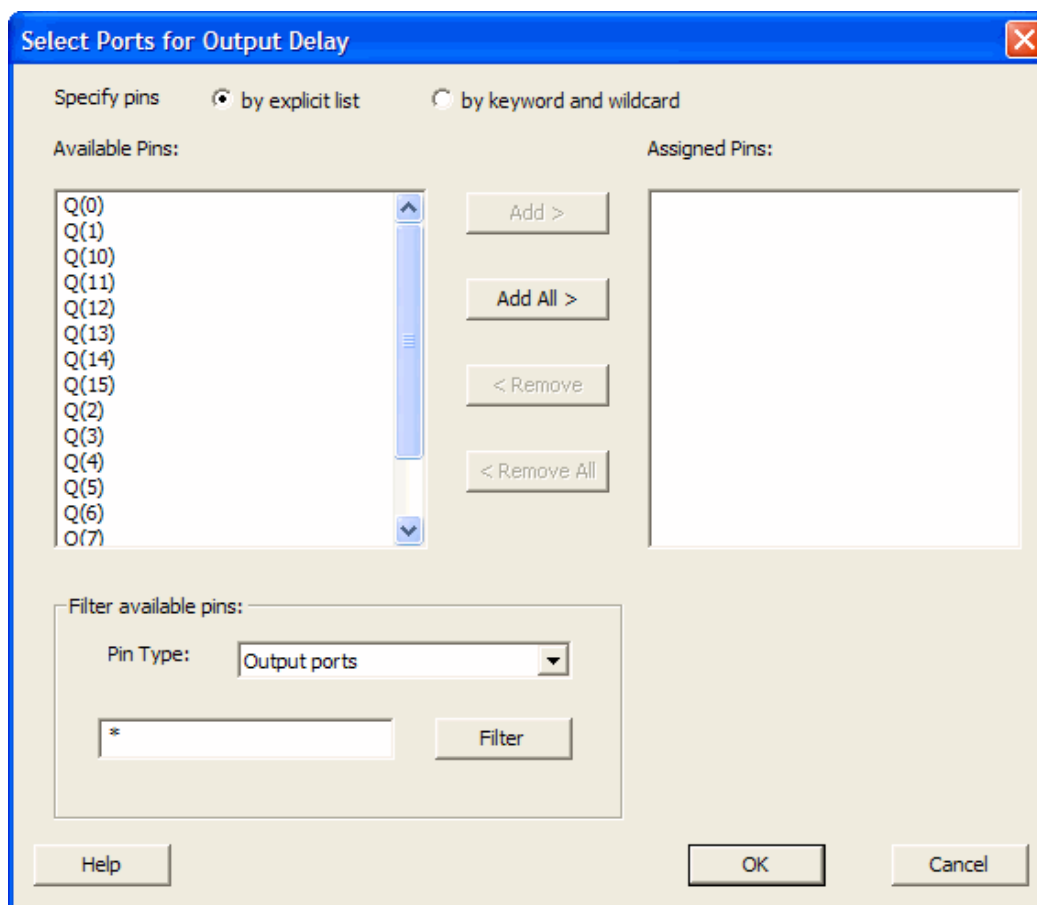 Select Ports for Output Delay
Specify pins by explicit list by keyword and wildcard
Available Pins: Assigned Pins:
Q(0)
Q(1)
Q(10)
Q(11)
Q(12)
Q(13)
Q(14)
Q(15)
Q(2)
Q(3)
Q(4)
Q(5)
Q(6)
Q(7)
Add >
Add All >
< Remove
< Remove All
Filter available pins:
Pin Type: Output ports
* Filter
Help OK Cancel